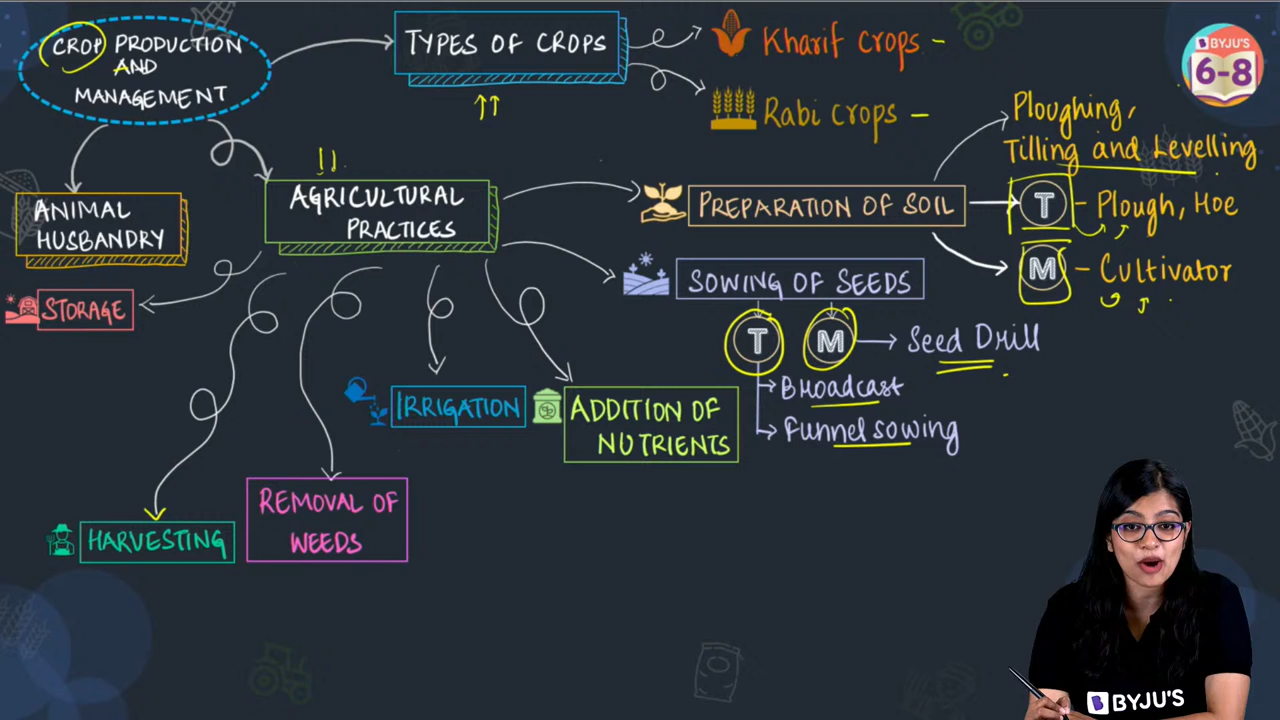 CROP PRODUCTION
AND
MANAGEMENT
TYPES OF CROPS
Kharif crops -
Rabi crops -
BYJU'S
6-8
Ploughing,
Tilling and Levelling
ANIMAL
HUSBANDRY
AGRICULTURAL
PRACTICES
PREPARATION OF SOIL
T - Plough, Hoe
M - Cultivator
SOWING OF SEEDS
T M Seed Drill
Broadcast
Funnel sowing
STORAGE
IRRIGATION
ADDITION OF
NUTRIENTS
REMOVAL OF
WEEDS
HARVESTING
BYJU'S